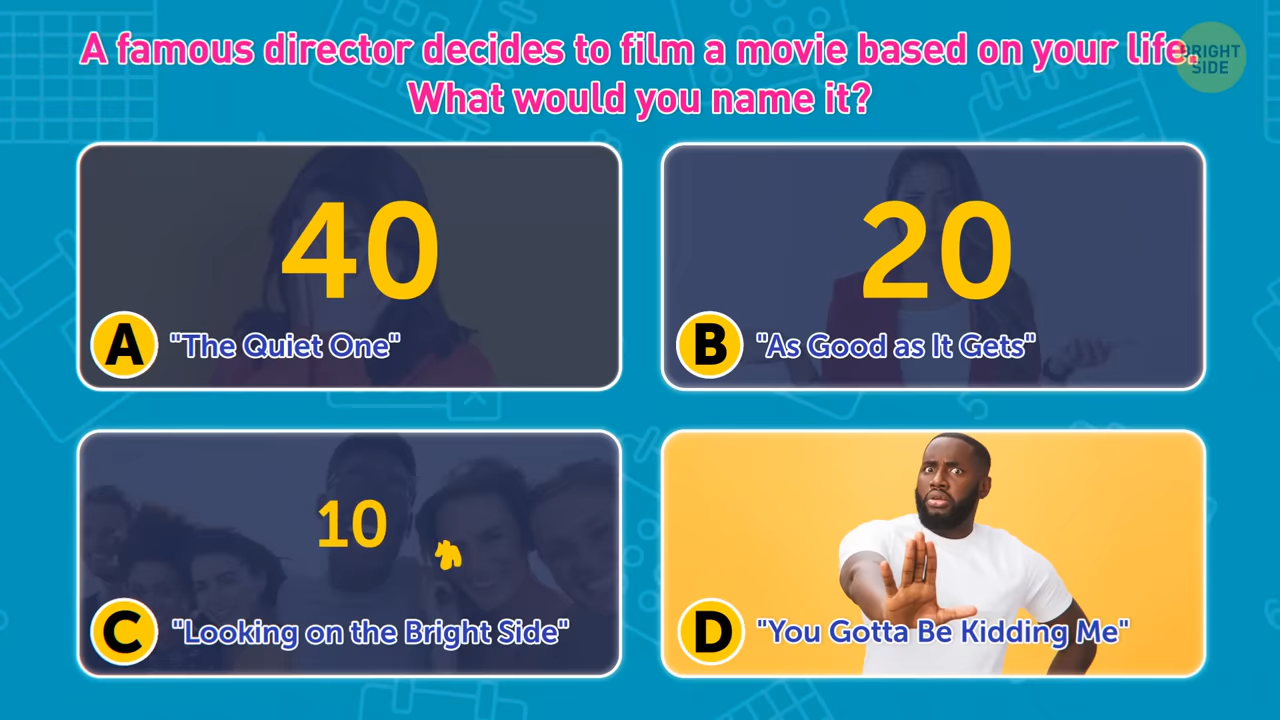 A famous director decides to film a movie based on your life.
What would you name it?
BRIGHT
SIDE
40
A "The Quiet One"
20
B "As Good as It Gets"
10
C "Looking on the Bright Side"
D "You Gotta Be Kidding Me"